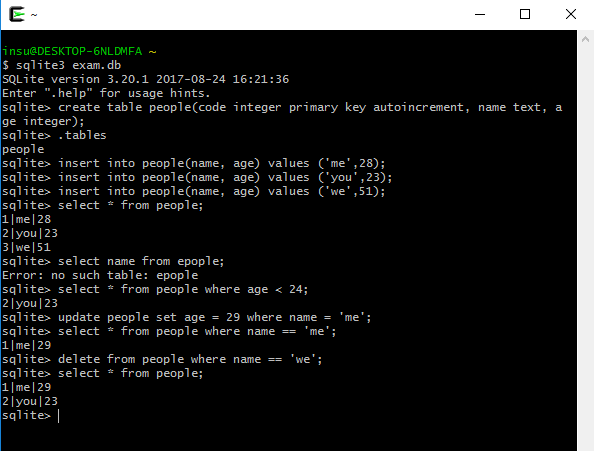 ~
insu@DESKTOP-6NLDMFA ~
$ sqlite3 exam.db
SQLite version 3.20.1 2017-08-24 16:21:36
Enter ".help" for usage hints.
sqlite> create table people(code integer primary key autoincrement, name text, a
ge integer);
sqlite> .tables
people
sqlite> insert into people(name, age) values ('me',28);
sqlite> insert into people(name, age) values ('you',23);
sqlite> insert into people(name, age) values ('we',51);
sqlite> select * from people;
1|me|28
2|you|23
3|we|51
sqlite> select name from epople;
Error: no such table: epople
sqlite> select * from people where age < 24;
2|you|23
sqlite> update people set age = 29 where name = 'me';
sqlite> select * from people where name == 'me';
1|me|29
sqlite> delete from people where name == 'we';
sqlite> select * from people;
1|me|29
2|you|23
sqlite>